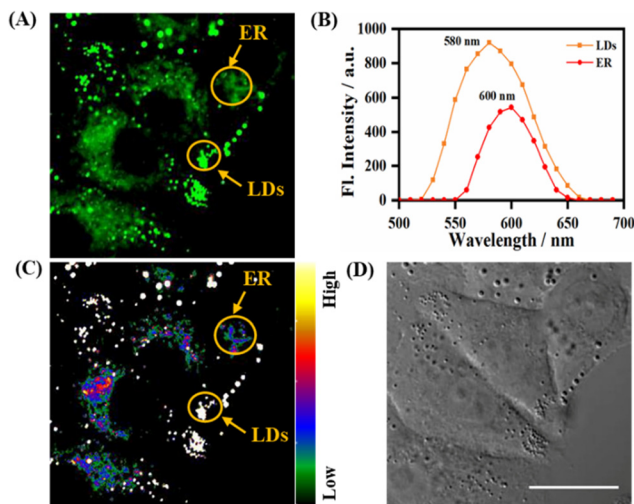 (A)
ER
LDs
(B)
Fl. Intensity / a.u.
1000
800
600
400
200
0
580 nm
600 nm
LDs
ER
500
550
600
650
700
Wavelength / nm
(C)
ER
LDs
High
Low
(D)